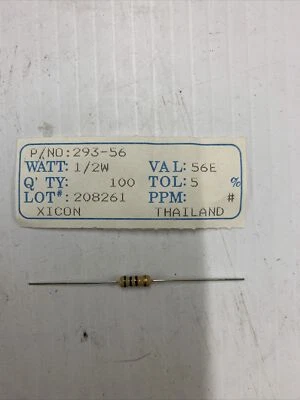 P/NO:293-56
WATT: 1/2W VAL: 56E
Q'TY: 100 TOL: 5 %
LOT#: 208261 PPM: #
XICON THAILAND